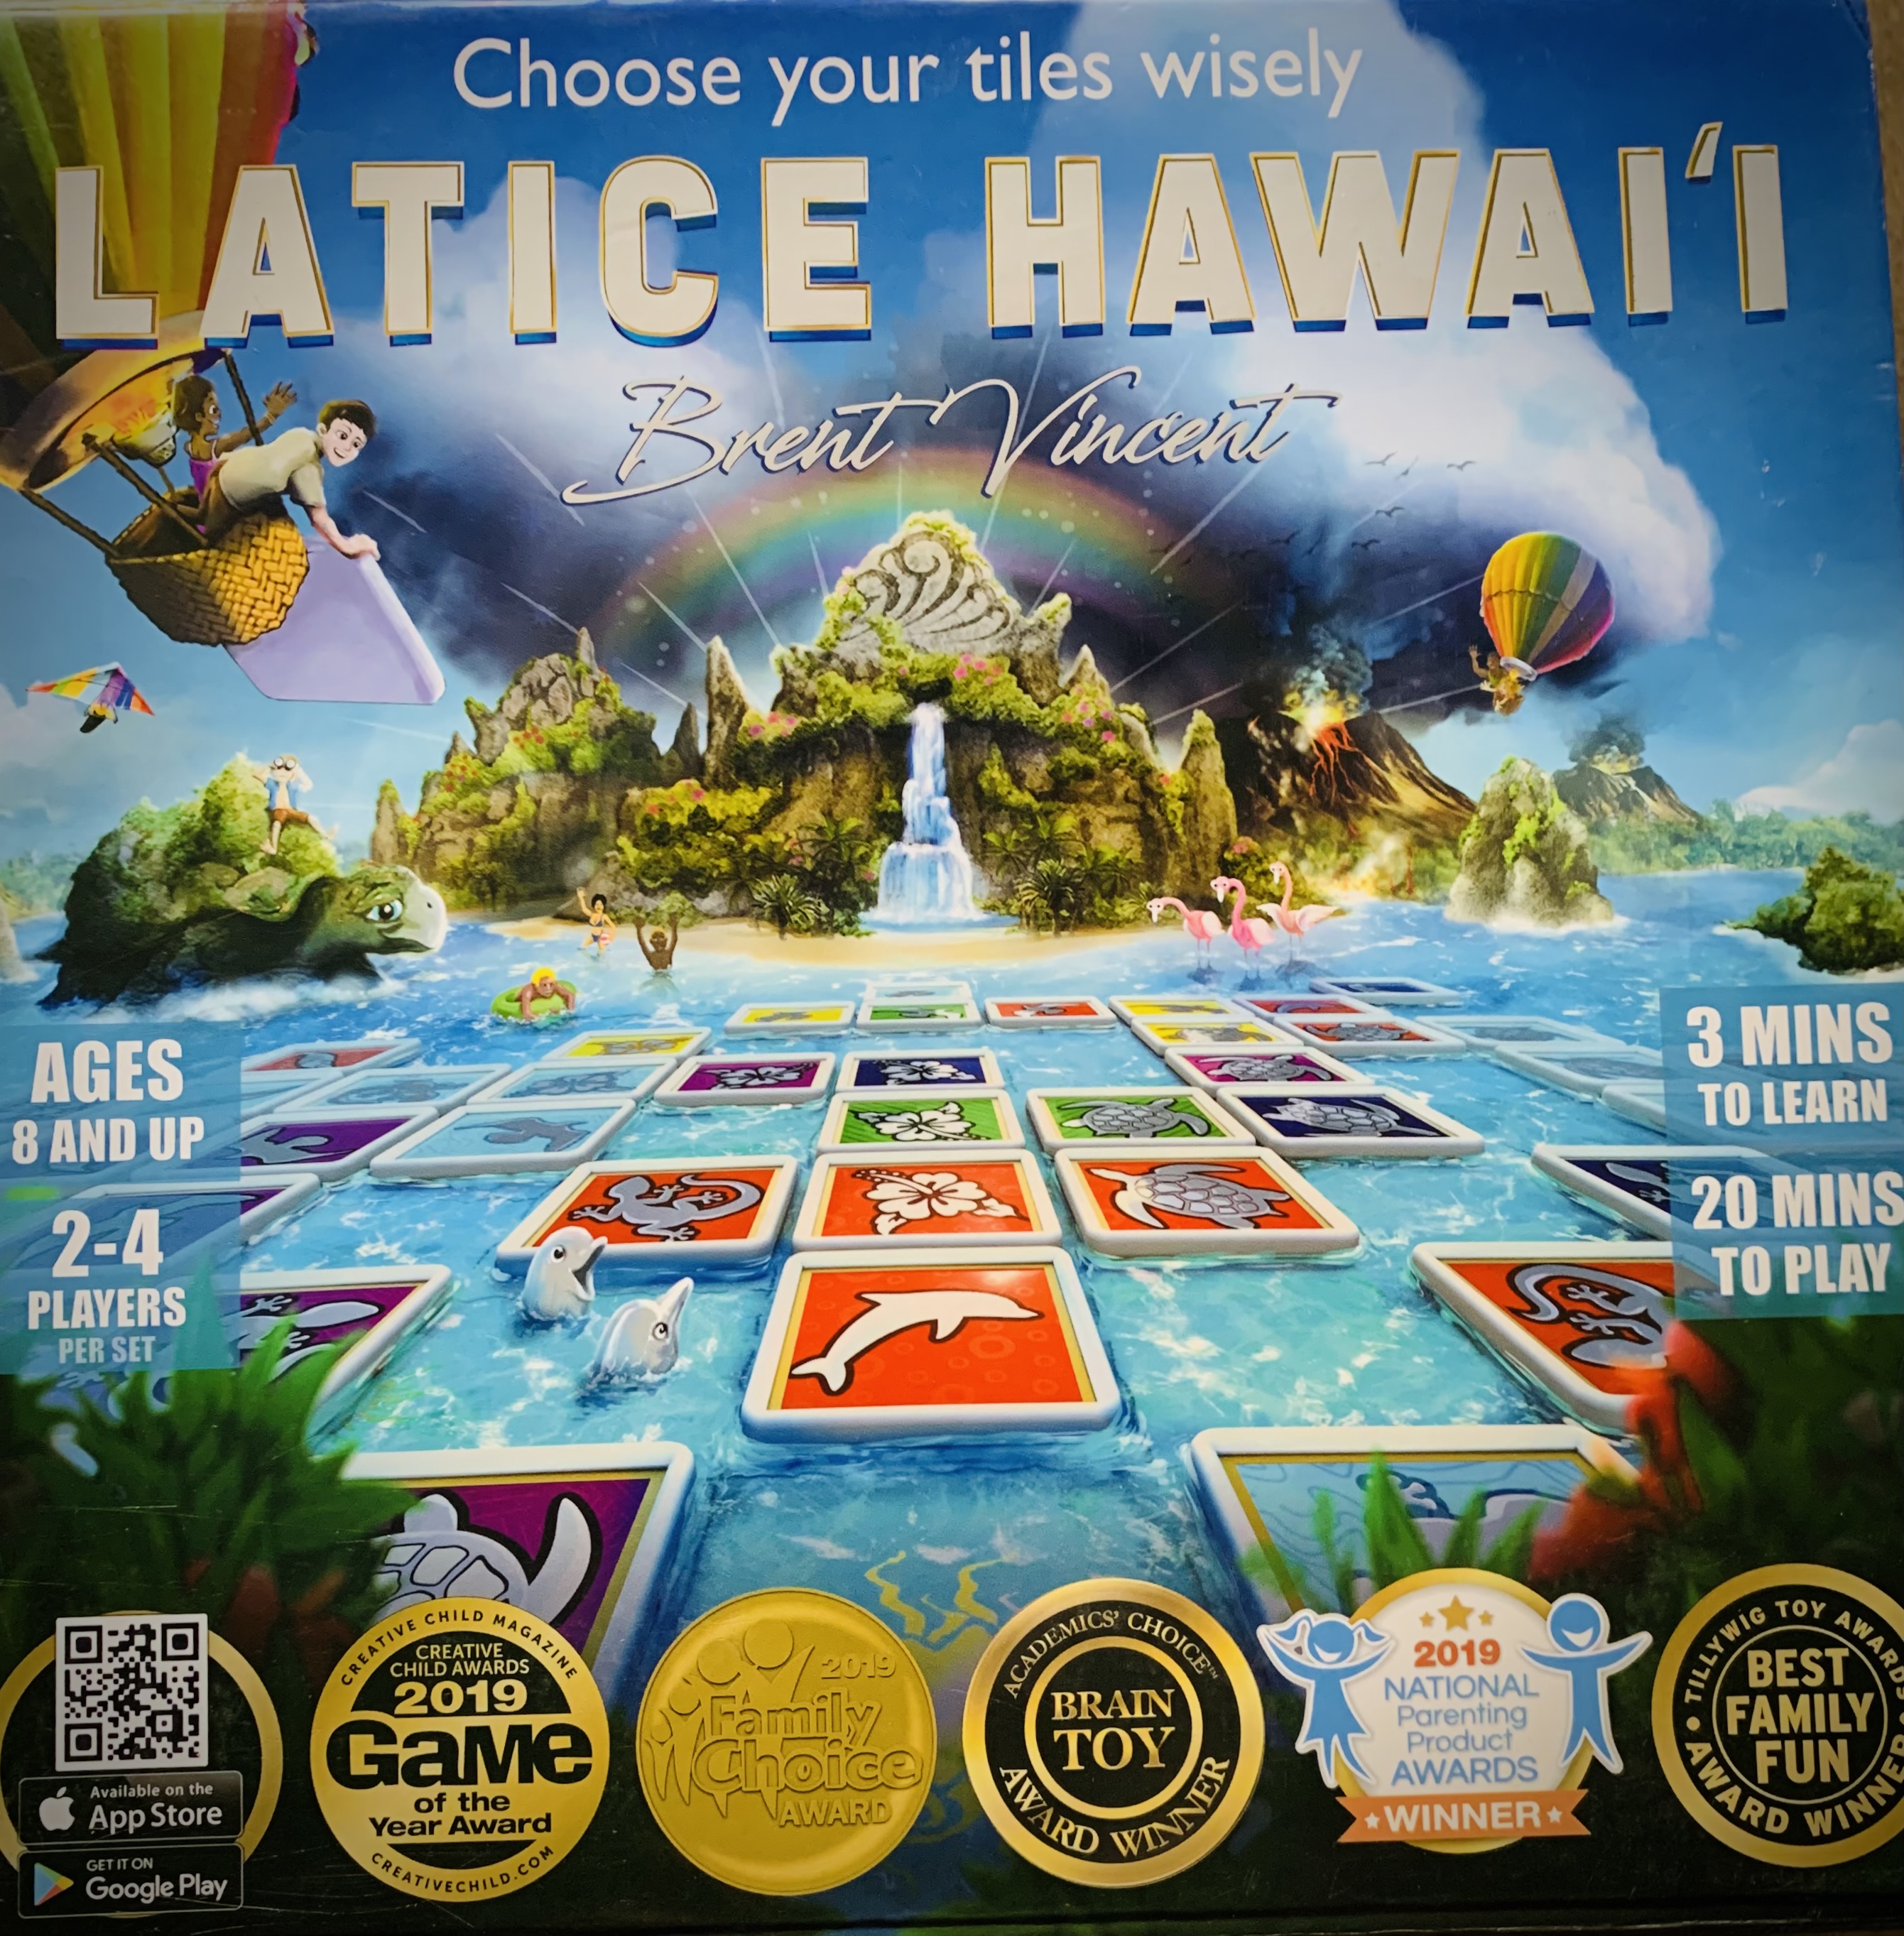 Choose your tiles wisely
LATICE HAWAIʻI
Brent Vincent
AGES
8 AND UP
2-4
PLAYERS
PER SET
3 MINS
TO LEARN
20 MINS
TO PLAY
Available on the
App Store
GET IT ON
Google Play
CREATIVE CHILD MAGAZINE
CREATIVE
CHILD AWARDS
2019
GaME
of the
Year Award
CREATIVECHILD.COM
2019
Family
Choice
AWARD
ACADEMICS' CHOICE™
BRAIN
TOY
AWARD WINNER
2019
NATIONAL
Parenting
Product
AWARDS
WINNER
TILLYWIG TOY AWARDS
BEST
FAMILY
FUN
AWARD WINNER